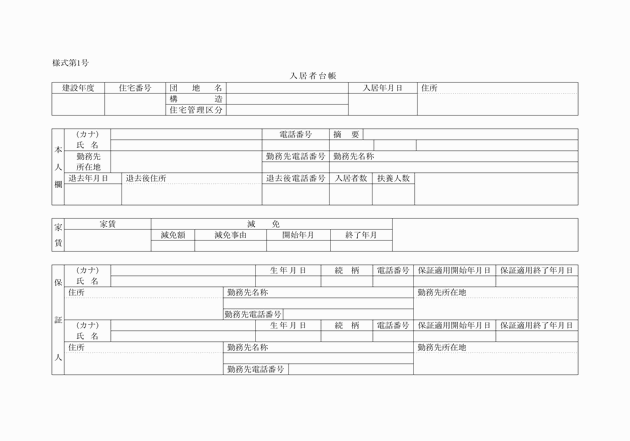 様式第1号
入居者台帳
建設年度 住宅番号 団地名 入居年月日 住所
構造
住宅管理区分
本人欄
(カナ) 電話番号 摘要
氏名
勤務先 勤務先電話番号 勤務先名称
所在地
退去年月日 退去後住所 退去後電話番号 入居者数 扶養人数
家賃
家賃 減免
減免額 減免事由 開始年月 終了年月
保証人
(カナ) 生年月日 続柄 電話番号 保証適用開始年月日 保証適用終了年月日
氏名
住所 勤務先名称 勤務先所在地
勤務先電話番号
(カナ) 生年月日 続柄 電話番号 保証適用開始年月日 保証適用終了年月日
氏名
住所 勤務先名称 勤務先所在地
勤務先電話番号